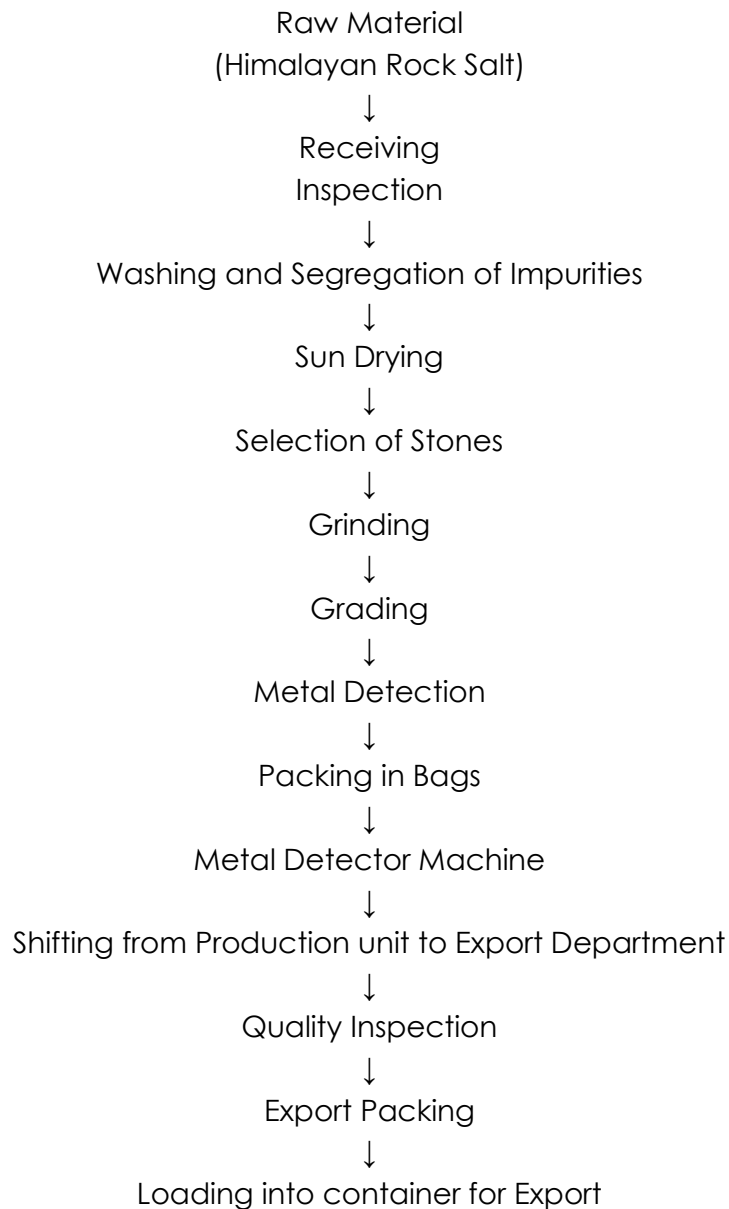 Raw Material
(Himalayan Rock Salt)
↓
Receiving
Inspection
↓
Washing and Segregation of Impurities
↓
Sun Drying
↓
Selection of Stones
↓
Grinding
↓
Grading
↓
Metal Detection
↓
Packing in Bags
↓
Metal Detector Machine
↓
Shifting from Production unit to Export Department
↓
Quality Inspection
↓
Export Packing
↓
Loading into container for Export